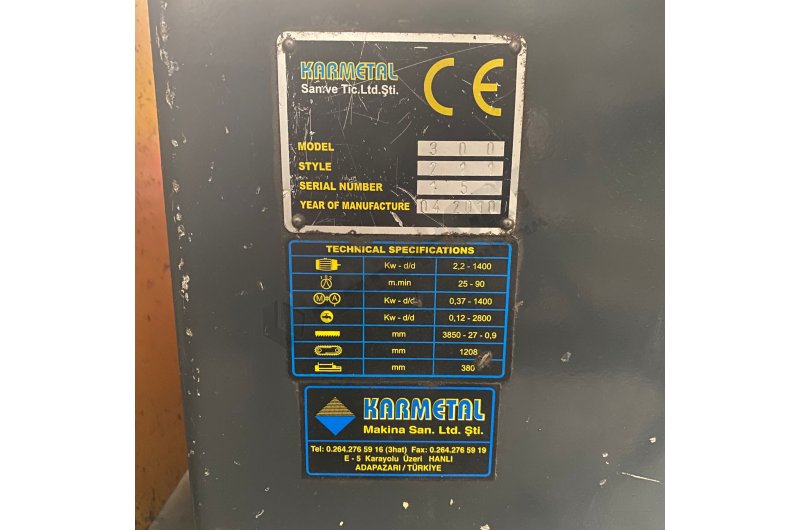 KARMETAL
San.ve Tic.Ltd.Şti.
CE
MODEL 300
STYLE
SERIAL NUMBER
YEAR OF MANUFACTURE 04 2010
TECHNICAL SPECIFICATIONS
Kw - d/d 2,2 - 1400
m.min 25 - 90
M A Kw - d/d 0,37 - 1400
Kw - d/d 0,12 - 2800
mm 3850 - 27 - 0,9
mm 1208
mm 380
KARMETAL
Makina San. Ltd. Şti.
Tel: 0.264.276 59 16 (3hat) Fax: 0.264.276 59 19
E - 5 Karayolu Üzeri HANLI
ADAPAZARI / TÜRKİYE